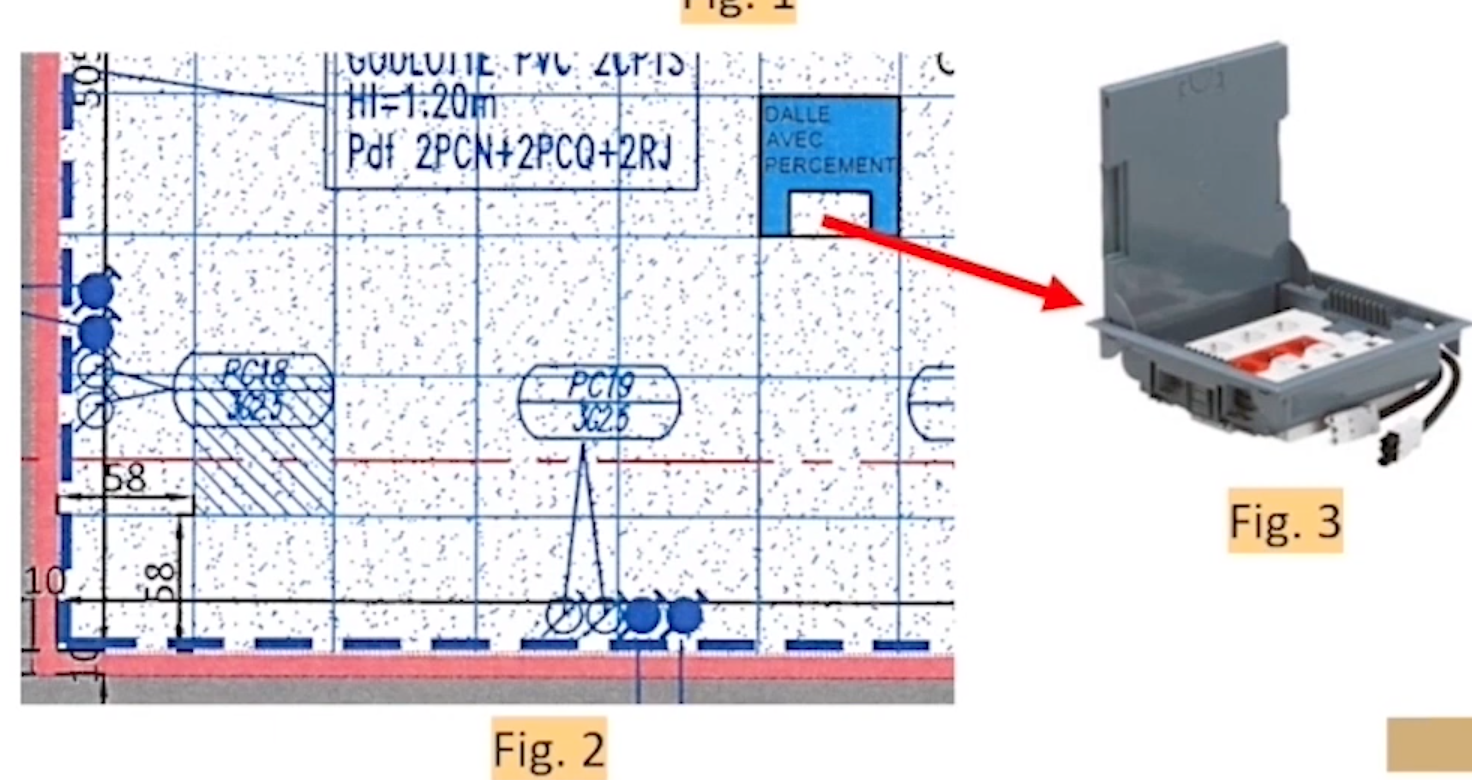 Fig. 1
50
GOULOTTE PVC 2CPTS
HI=1.20m
Pdf 2PCN+2PCO+2RJ
DALLE
AVEC
PERCEMENT
PC18
3G2.5
PC19
3G2.5
58
58
10
10
Fig. 3
Fig. 2